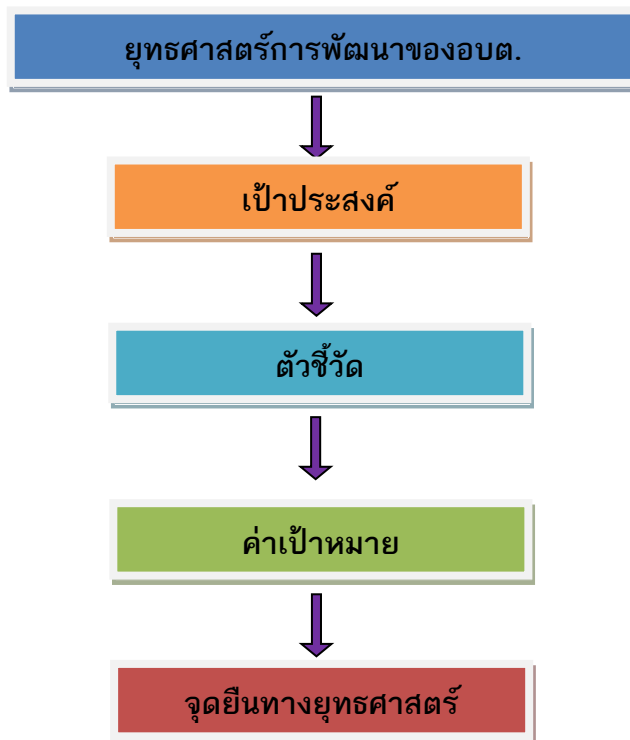 ยุทธศาสตร์การพัฒนาของอบต.
เป้าประสงค์
ตัวชี้วัด
ค่าเป้าหมาย
จุดยืนทางยุทธศาสตร์